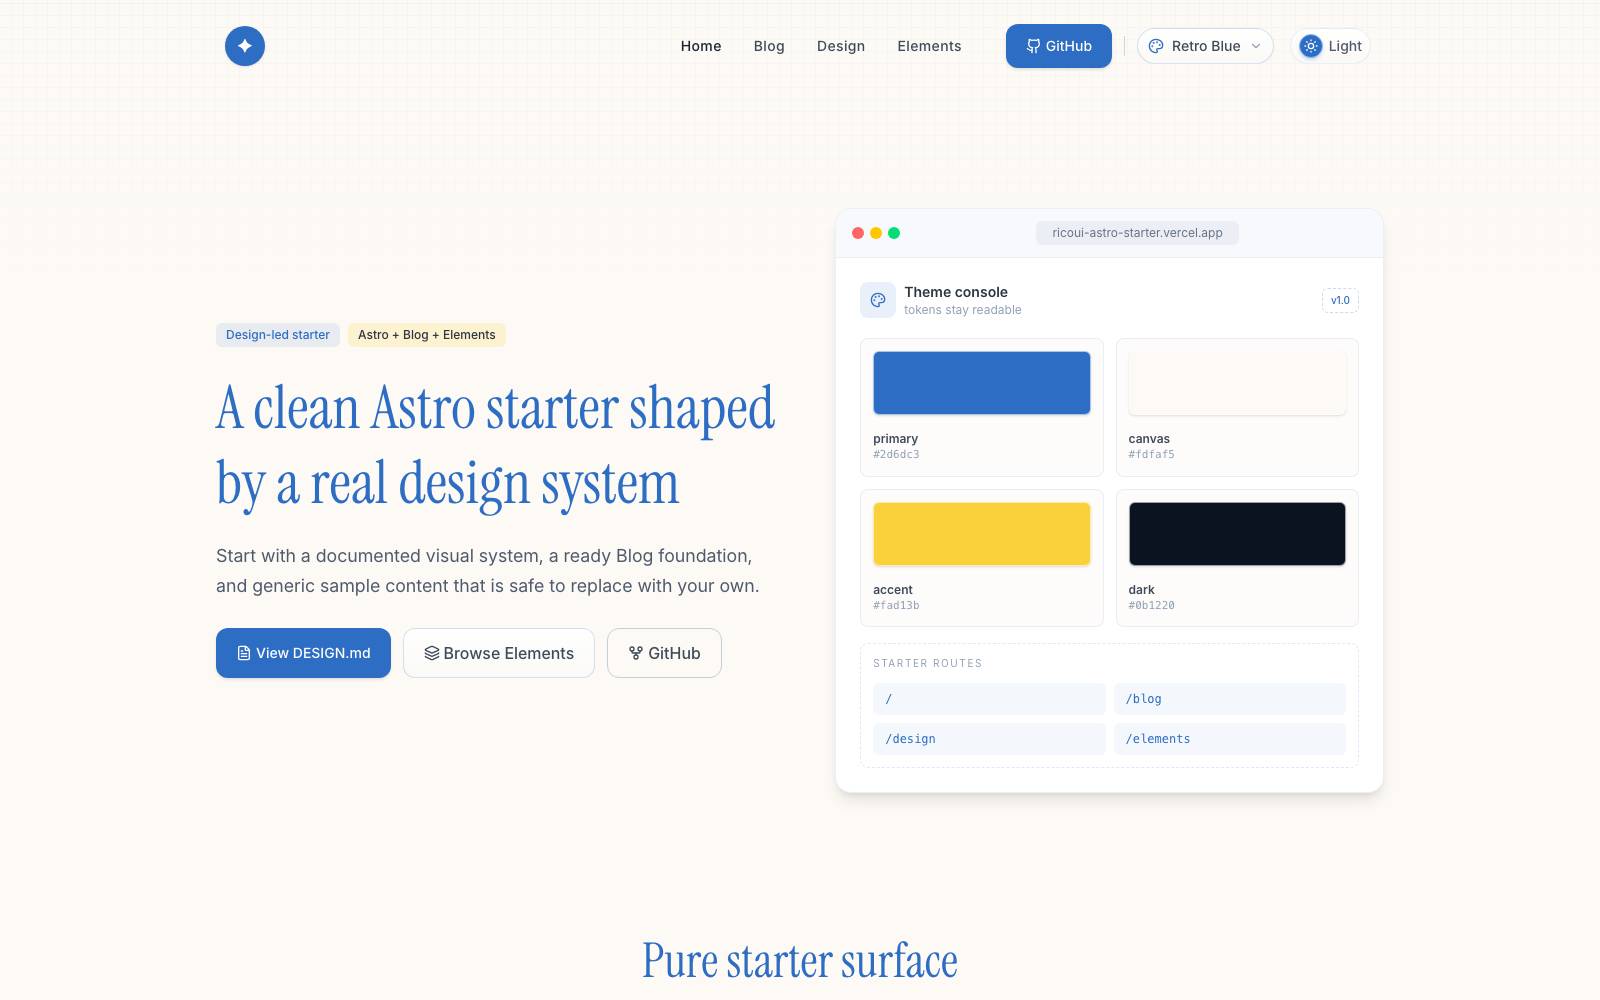 Home
Blog
Design
Elements
GitHub
Retro Blue
Light
Design-led starter
Astro + Blog + Elements
A clean Astro starter shaped
by a real design system
Start with a documented visual system, a ready Blog foundation,
and generic sample content that is safe to replace with your own.
View DESIGN.md
Browse Elements
GitHub
ricoui-astro-starter.vercel.app
Theme console
tokens stay readable
v1.0
primary
#2d6dc3
canvas
#fdfaf5
accent
#fad13b
dark
#0b1220
STARTER ROUTES
/
/blog
/design
/elements
Pure starter surface